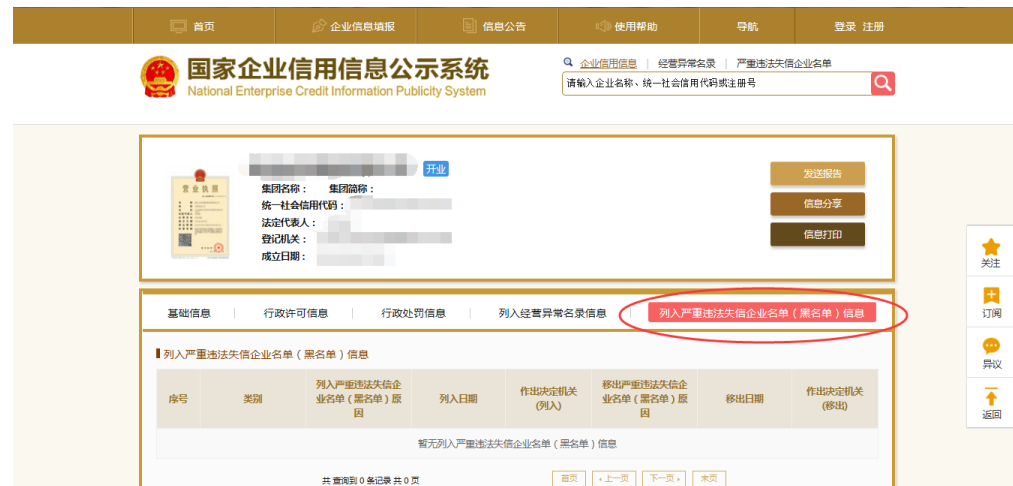 首页 企业信息填报 信息公告 使用帮助 导航 登录 注册
国家企业信用信息公示系统
National Enterprise Credit Information Publicity System
企业信用信息 | 经营异常名录 | 严重违法失信企业名单
请输入企业名称、统一社会信用代码或注册号
开业
营业执照
集团名称： 集团简称：
统一社会信用代码：
法定代表人：
登记机关：
成立日期：
发送报告
信息分享
信息打印
关注
订阅
异议
返回
基础信息 | 行政许可信息 | 行政处罚信息 | 列入经营异常名录信息 | 列入严重违法失信企业名单（黑名单）信息
列入严重违法失信企业名单（黑名单）信息
序号 类别 列入严重违法失信企业名单（黑名单）原因 列入日期 作出决定机关(列入) 移出严重违法失信企业名单（黑名单）原因 移出日期 作出决定机关(移出)
暂无列入严重违法失信企业名单（黑名单）信息
共 查询到 0 条记录 共 0 页 首页 上一页 下一页 末页